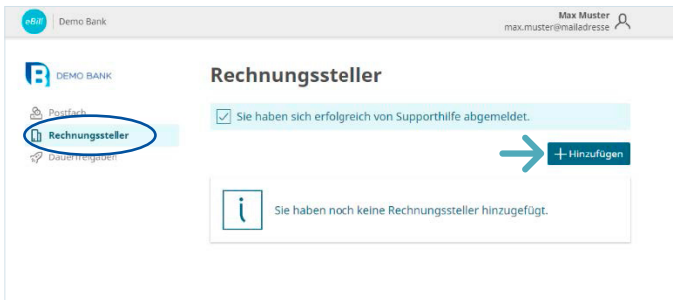 eBill Demo Bank
Max Muster
max.muster@mailadresse
DEMO BANK
Rechnungssteller
Postfach
Rechnungssteller
Dauerfreigaben
Sie haben sich erfolgreich von Supporthilfe abgemeldet.
Hinzufügen
Sie haben noch keine Rechnungssteller hinzugefügt.